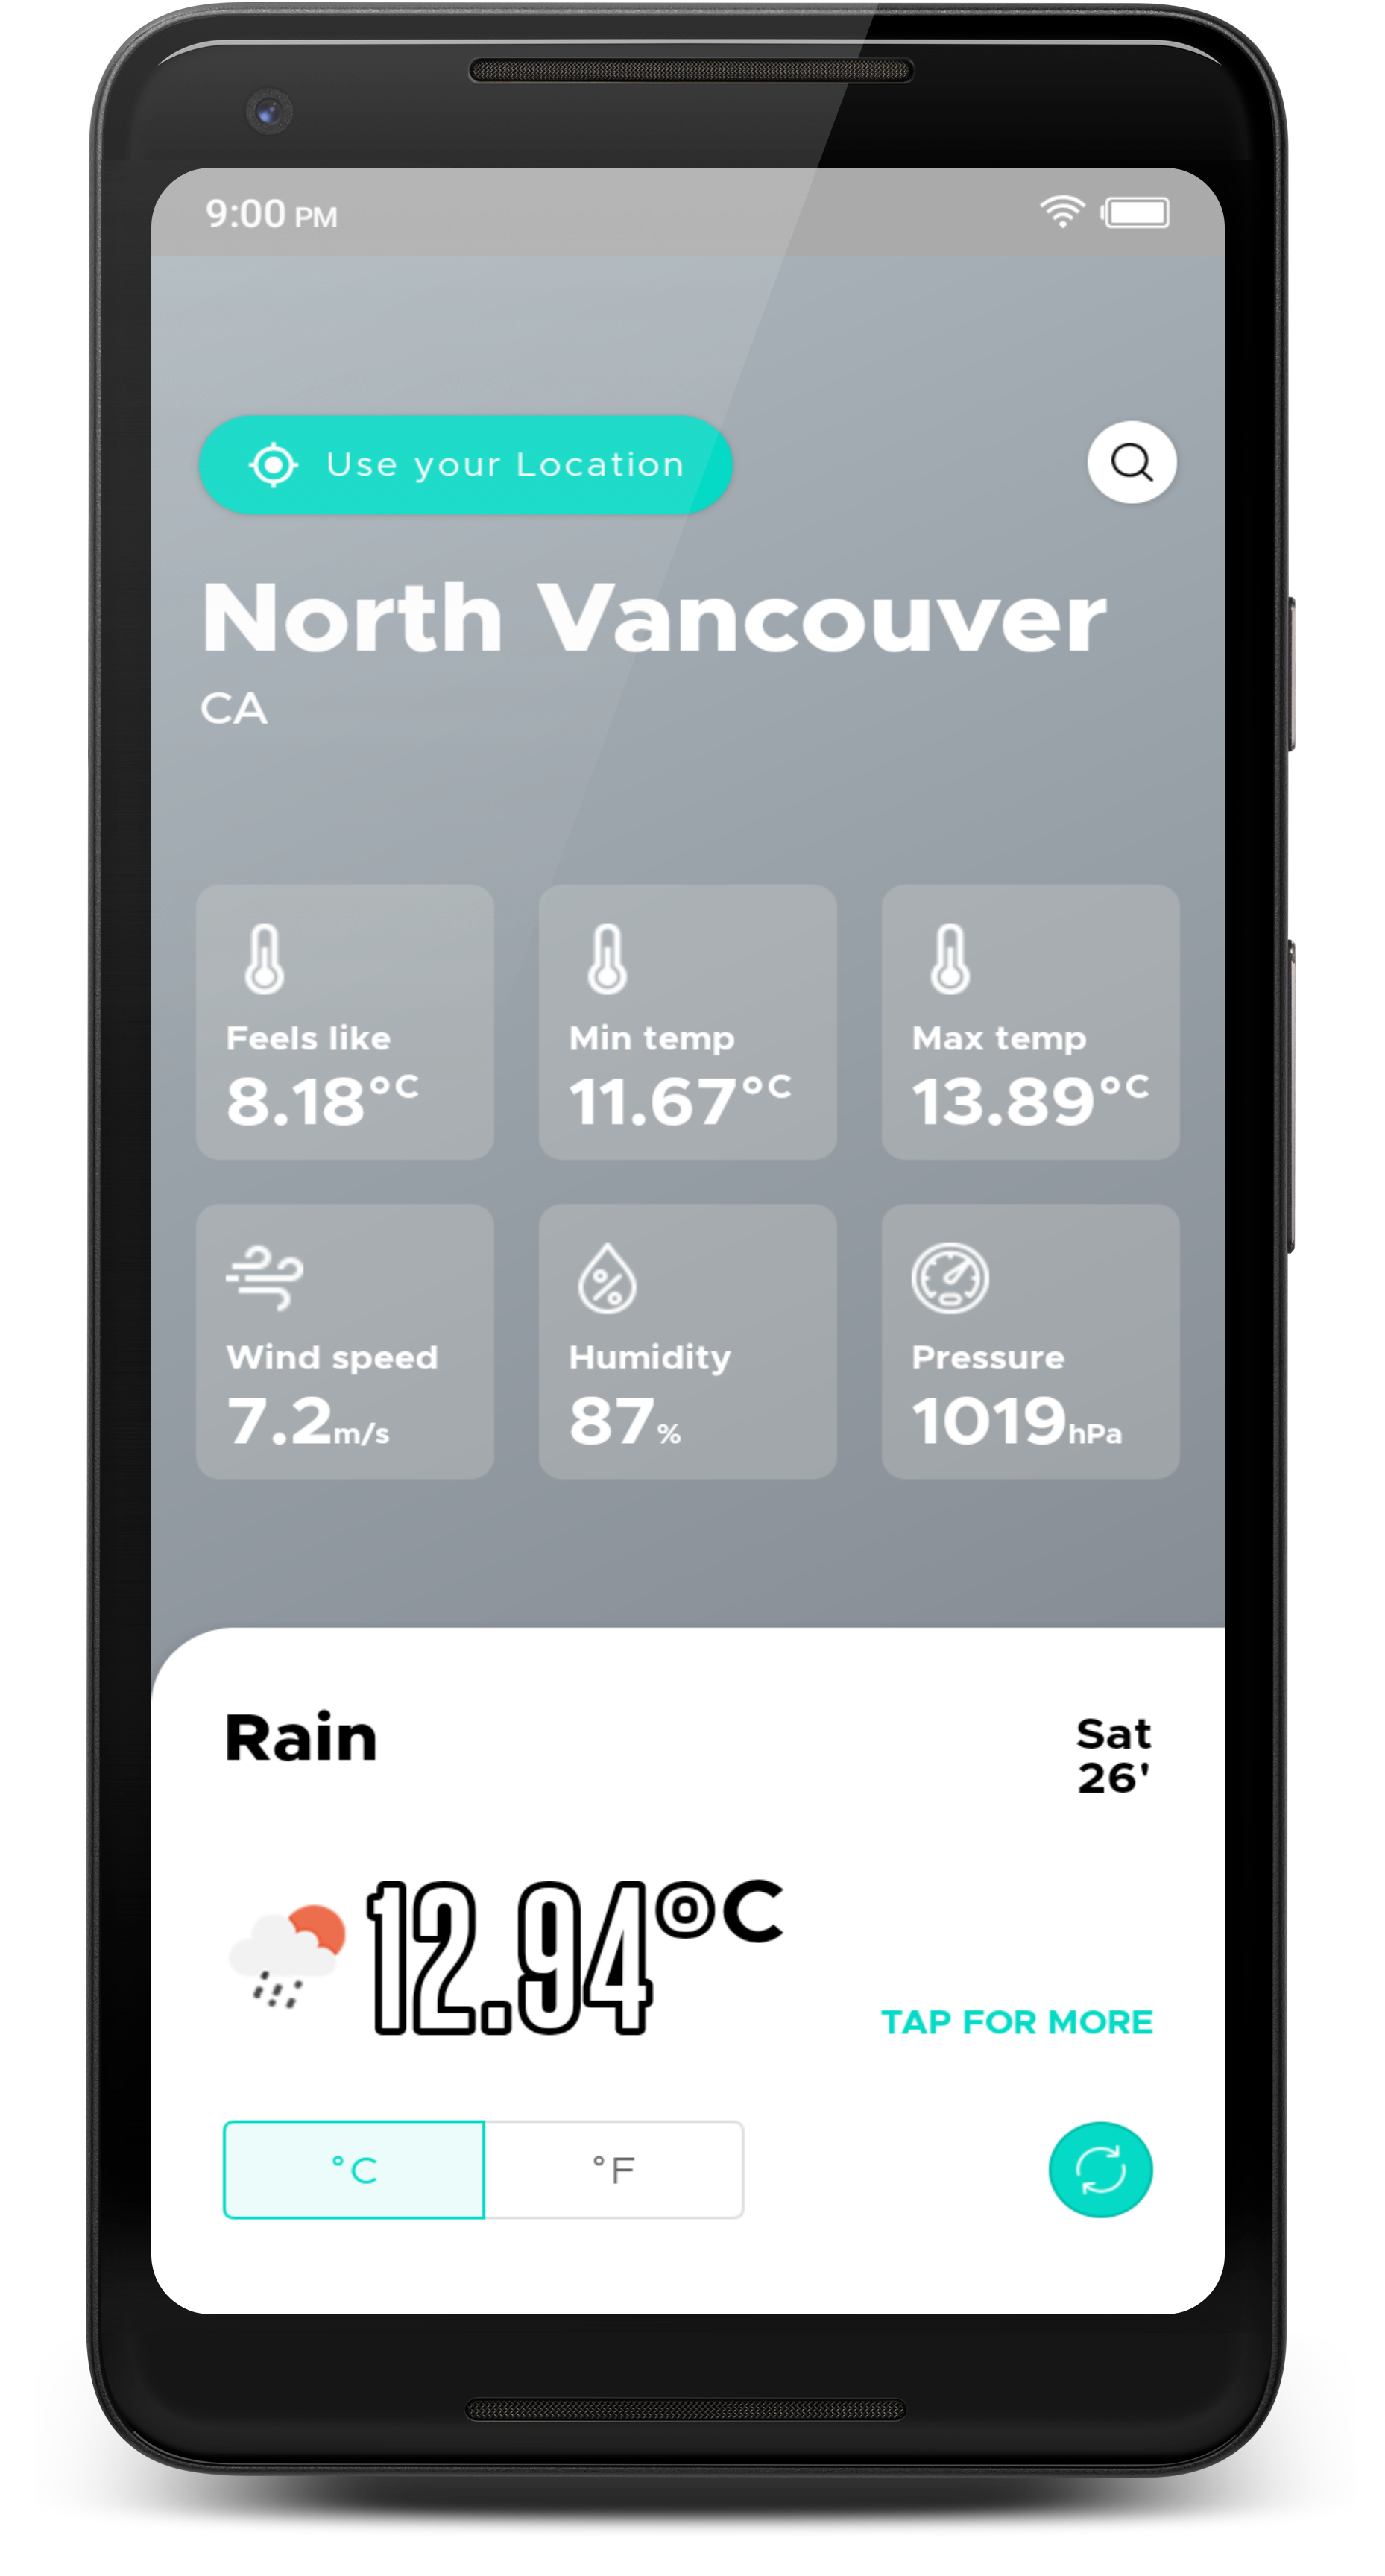 9:00 PM
Use your Location
North Vancouver
CA
Feels like
8.18°C
Min temp
11.67°C
Max temp
13.89°C
Wind speed
7.2m/s
Humidity
87%
Pressure
1019hPa
Rain
Sat
26'
12.94°C
TAP FOR MORE
°C
°F